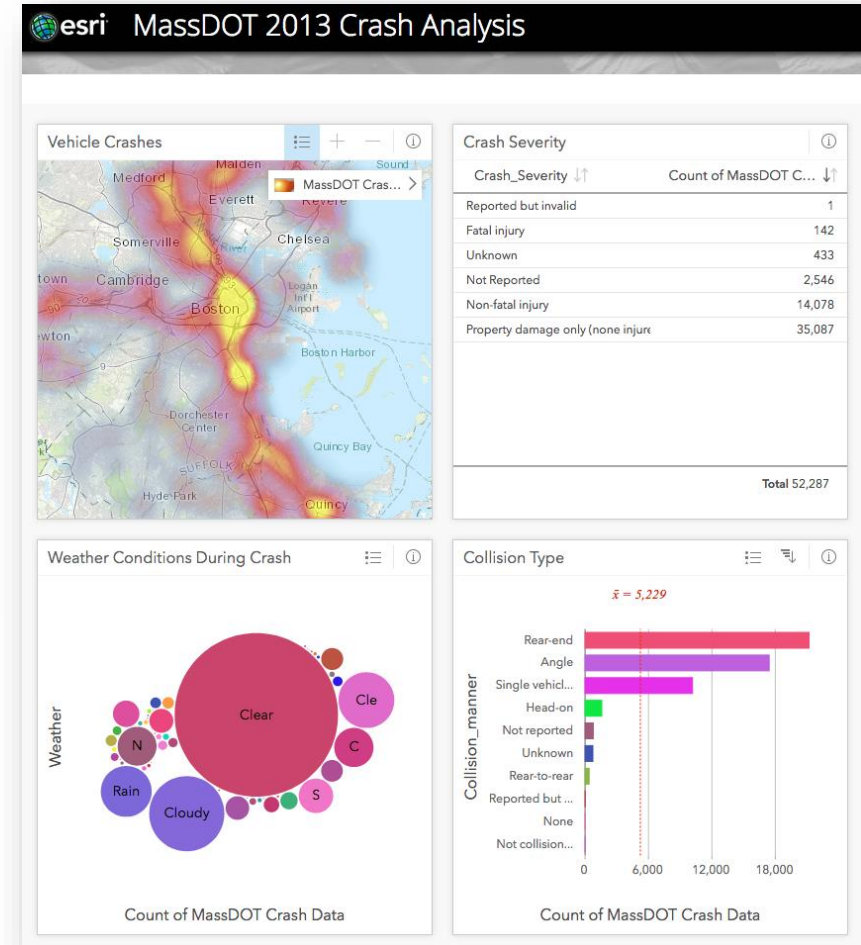 esri MassDOT 2013 Crash Analysis
Vehicle Crashes
MassDOT Cras...
Malden
Sound
Medford
Everett
Revere
Somerville
River
Chelsea
town
Cambridge
Logan
Int'l
Airport
Boston
wton
Boston Harbor
Dorchester
Center
Quincy Bay
SUFFOLK
Hyde Park
Quincy
Crash Severity
Crash_Severity Count of MassDOT C...
Reported but invalid 1
Fatal injury 142
Unknown 433
Not Reported 2,546
Non-fatal injury 14,078
Property damage only (none injure 35,087
Total 52,287
Weather Conditions During Crash
Weather
Clear
Cle
C
N
S
Rain
Cloudy
Count of MassDOT Crash Data
Collision Type
x̄ = 5,229
Collision_manner
Rear-end
Angle
Single vehicl...
Head-on
Not reported
Unknown
Rear-to-rear
Reported but ...
None
Not collision...
0 6,000 12,000 18,000
Count of MassDOT Crash Data